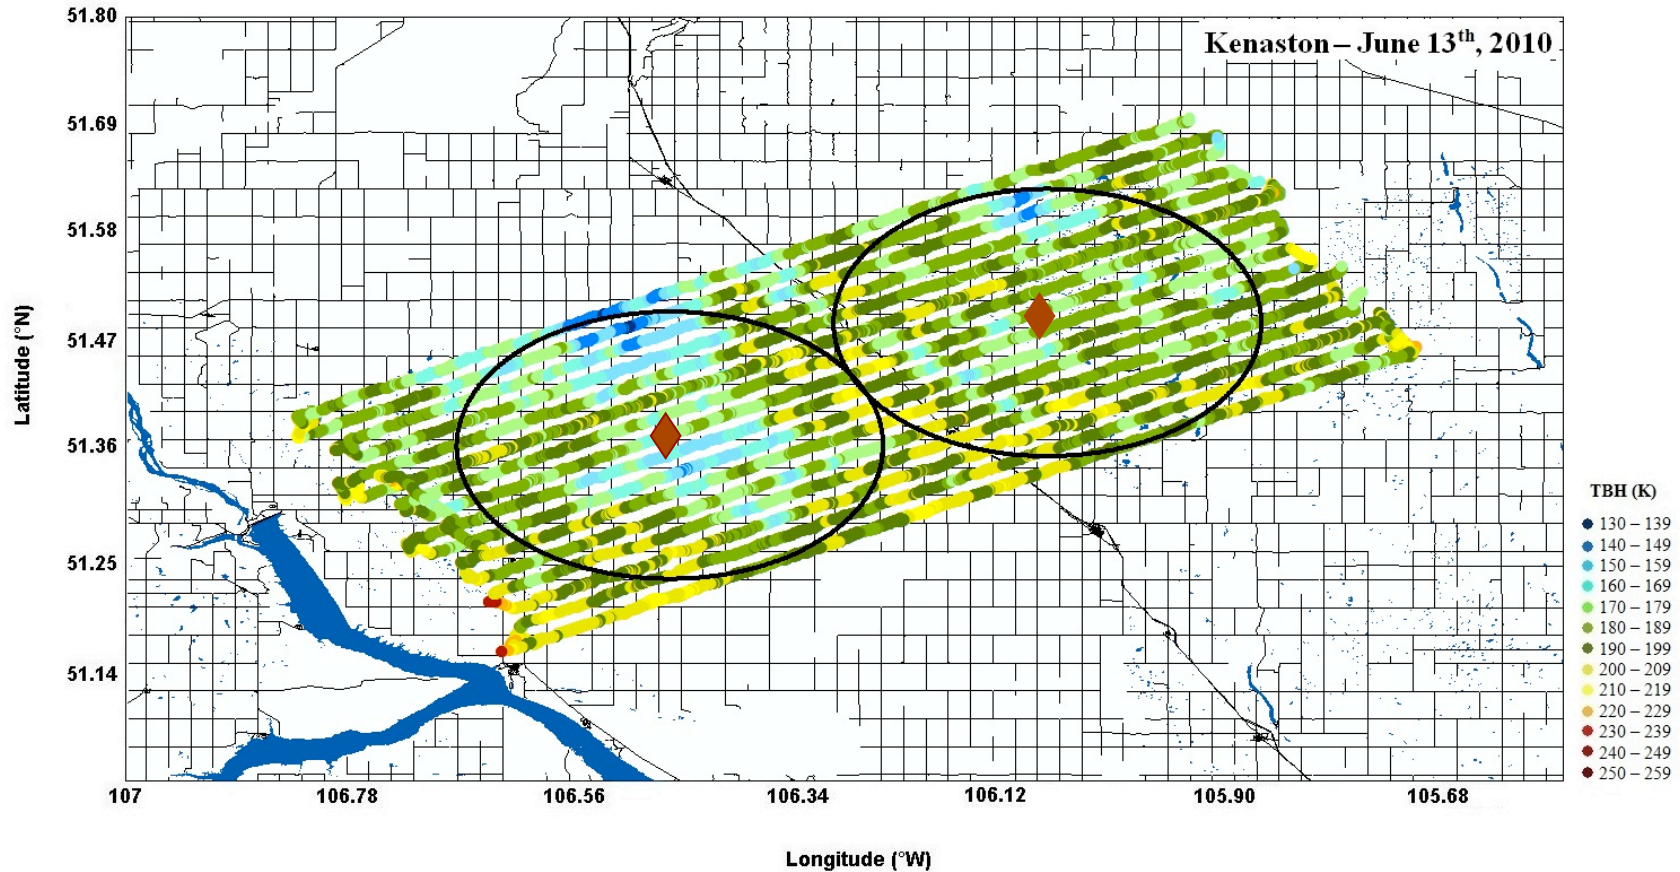 Kenaston – June 13th, 2010
51.80
51.69
51.58
51.47
51.36
51.25
51.14
Latitude (°N)
107
106.78
106.56
106.34
106.12
105.90
105.68
Longitude (°W)
TBH (K)
130 – 139
140 – 149
150 – 159
160 – 169
170 – 179
180 – 189
190 – 199
200 – 209
210 – 219
220 – 229
230 – 239
240 – 249
250 – 259